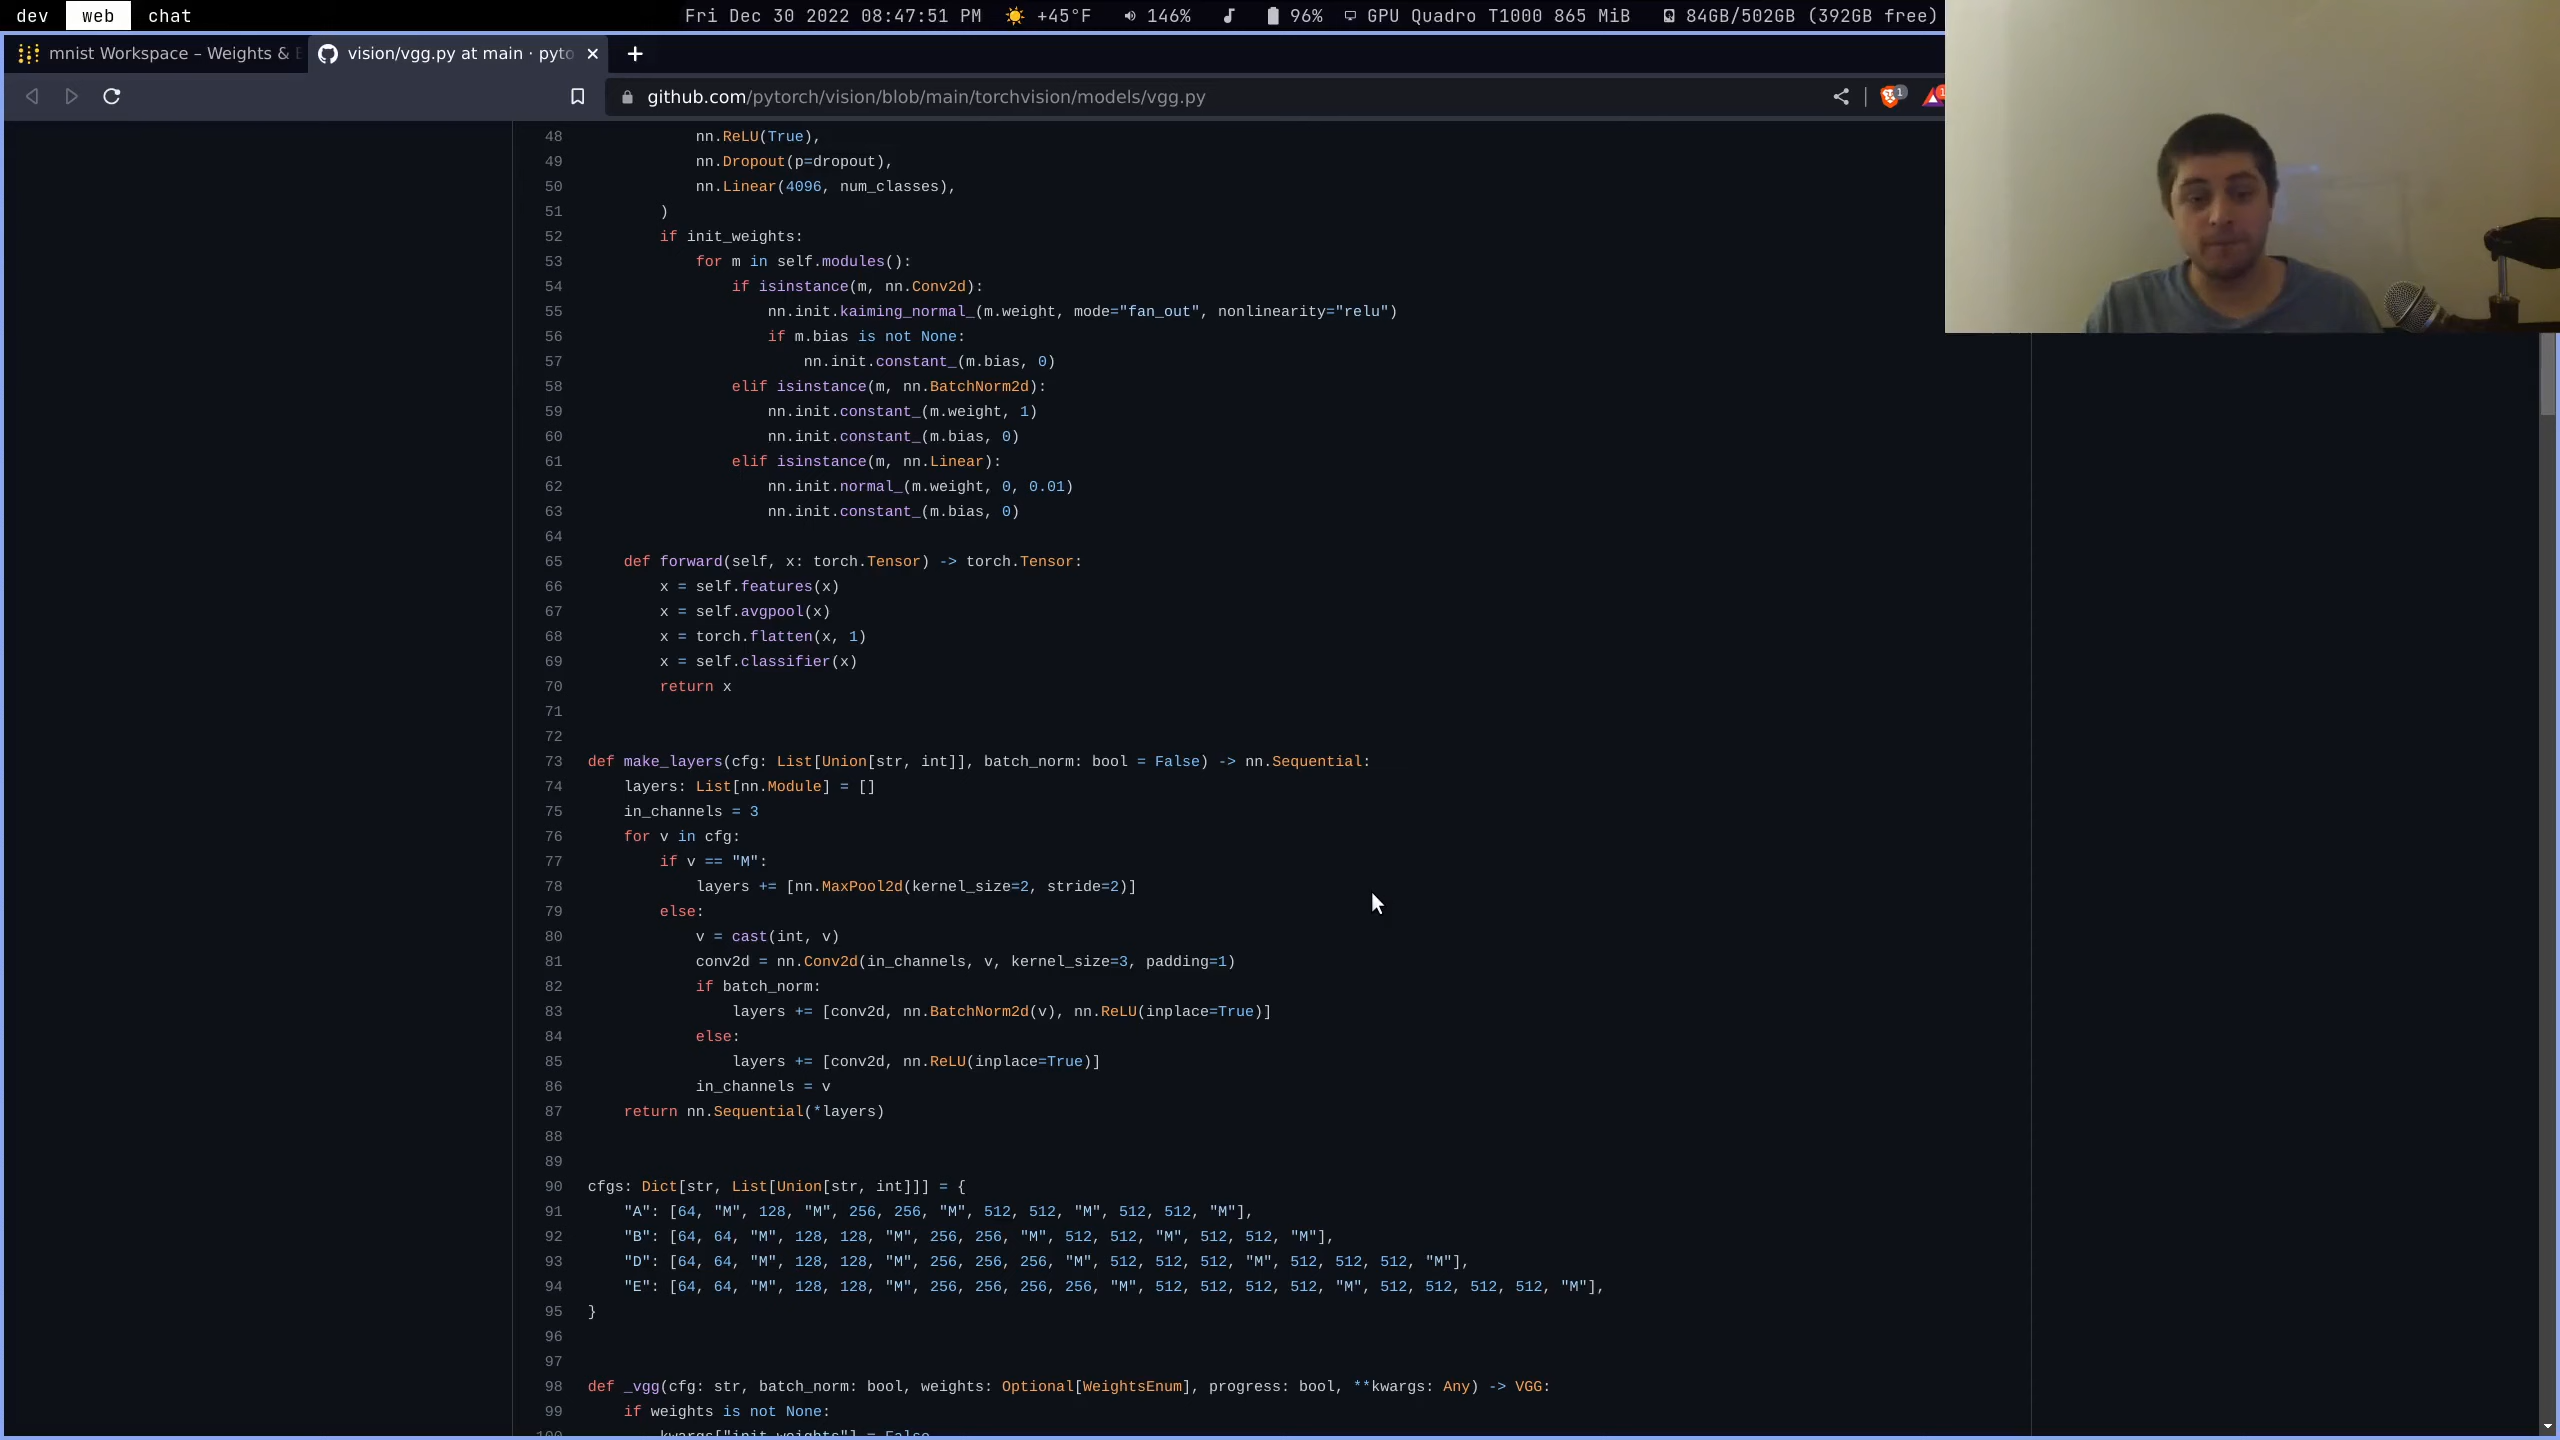 dev web chat Fri Dec 30 2022 08:47:51 PM +45°F 146% 96% GPU Quadro T1000 865 MiB 84GB/502GB (392GB free)
mnist Workspace – Weights & vision/vgg.py at main · pyto
github.com/pytorch/vision/blob/main/torchvision/models/vgg.py 1 1
48 nn.ReLU(True),
49 nn.Dropout(p=dropout),
50 nn.Linear(4096, num_classes),
51 )
52 if init_weights:
53 for m in self.modules():
54 if isinstance(m, nn.Conv2d):
55 nn.init.kaiming_normal_(m.weight, mode="fan_out", nonlinearity="relu")
56 if m.bias is not None:
57 nn.init.constant_(m.bias, 0)
58 elif isinstance(m, nn.BatchNorm2d):
59 nn.init.constant_(m.weight, 1)
60 nn.init.constant_(m.bias, 0)
61 elif isinstance(m, nn.Linear):
62 nn.init.normal_(m.weight, 0, 0.01)
63 nn.init.constant_(m.bias, 0)
64
65 def forward(self, x: torch.Tensor) -> torch.Tensor:
66 x = self.features(x)
67 x = self.avgpool(x)
68 x = torch.flatten(x, 1)
69 x = self.classifier(x)
70 return x
71
72
73 def make_layers(cfg: List[Union[str, int]], batch_norm: bool = False) -> nn.Sequential:
74 layers: List[nn.Module] = []
75 in_channels = 3
76 for v in cfg:
77 if v == "M":
78 layers += [nn.MaxPool2d(kernel_size=2, stride=2)]
79 else:
80 v = cast(int, v)
81 conv2d = nn.Conv2d(in_channels, v, kernel_size=3, padding=1)
82 if batch_norm:
83 layers += [conv2d, nn.BatchNorm2d(v), nn.ReLU(inplace=True)]
84 else:
85 layers += [conv2d, nn.ReLU(inplace=True)]
86 in_channels = v
87 return nn.Sequential(*layers)
88
89
90 cfgs: Dict[str, List[Union[str, int]]] = {
91 "A": [64, "M", 128, "M", 256, 256, "M", 512, 512, "M", 512, 512, "M"],
92 "B": [64, 64, "M", 128, 128, "M", 256, 256, "M", 512, 512, "M", 512, 512, "M"],
93 "D": [64, 64, "M", 128, 128, "M", 256, 256, 256, "M", 512, 512, 512, "M", 512, 512, 512, "M"],
94 "E": [64, 64, "M", 128, 128, "M", 256, 256, 256, 256, "M", 512, 512, 512, 512, "M", 512, 512, 512, 512, "M"],
95 }
96
97
98 def _vgg(cfg: str, batch_norm: bool, weights: Optional[WeightsEnum], progress: bool, **kwargs: Any) -> VGG:
99 if weights is not None:
100 kwargs["init_weights"] = False